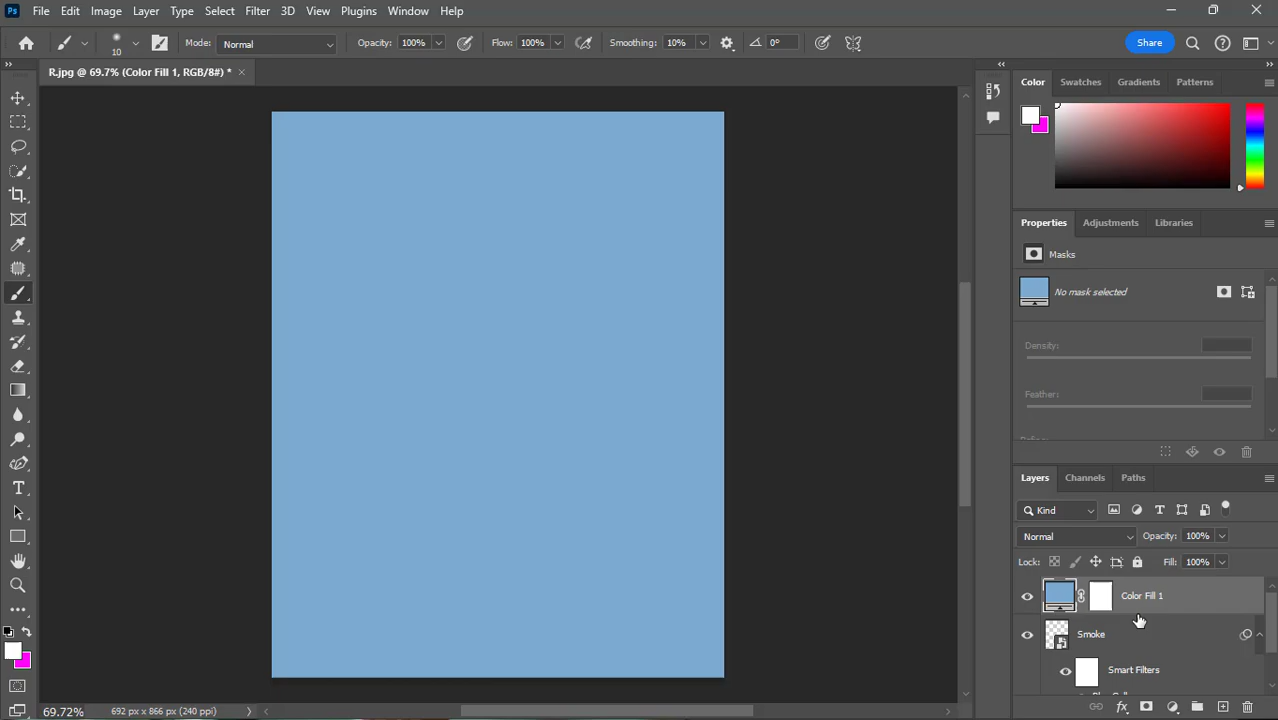 Ps File Edit Image Layer Type Select Filter 3D View Plugins Window Help
10 Mode: Normal Opacity: 100% Flow: 100% Smoothing: 10% 0° Share
R.jpg @ 69.7% (Color Fill 1, RGB/8#) *
Color Swatches Gradients Patterns
Properties Adjustments Libraries
Masks
No mask selected
Density:
Feather:
Layers Channels Paths
Kind
Normal Opacity: 100%
Lock: Fill: 100%
Color Fill 1
Smoke
Smart Filters
69.72% 692 px x 866 px (240 ppi)